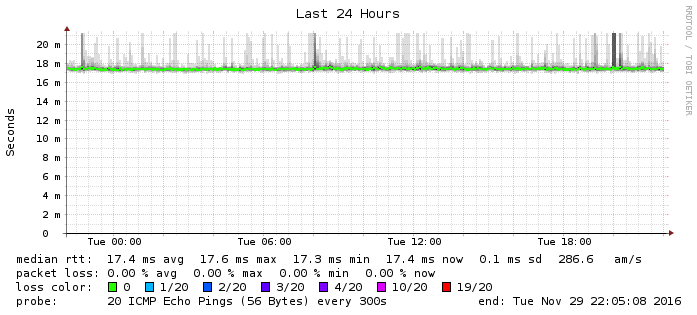 Last 24 Hours
RRDTOOL / TOBI OETIKER
Seconds
20 m
18 m
16 m
14 m
12 m
10 m
8 m
6 m
4 m
2 m
0
Tue 00:00 Tue 06:00 Tue 12:00 Tue 18:00
median rtt: 17.4 ms avg 17.6 ms max 17.3 ms min 17.4 ms now 0.1 ms sd 286.6 am/s
packet loss: 0.00 % avg 0.00 % max 0.00 % min 0.00 % now
loss color: 0 1/20 2/20 3/20 4/20 10/20 19/20
probe: 20 ICMP Echo Pings (56 Bytes) every 300s end: Tue Nov 29 22:05:08 2016